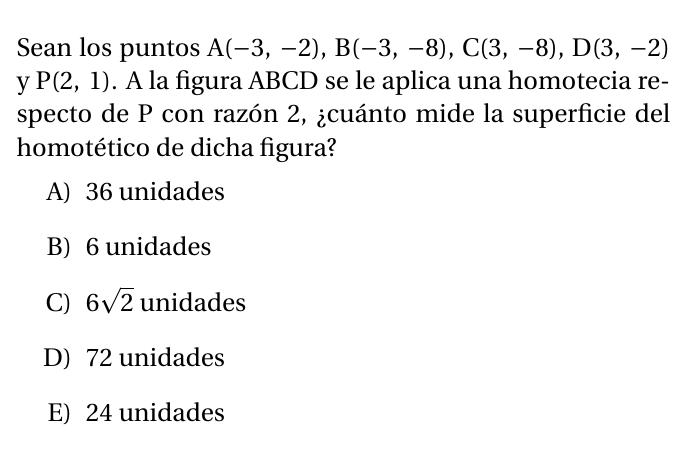 Sean los puntos A(−3, −2), B(−3, −8), C(3, −8), D(3, −2)
y P(2, 1). A la figura ABCD se le aplica una homotecia re-
specto de P con razón 2, ¿cuánto mide la superficie del
homotético de dicha figura?
A) 36 unidades
B) 6 unidades
C) 6√2 unidades
D) 72 unidades
E) 24 unidades